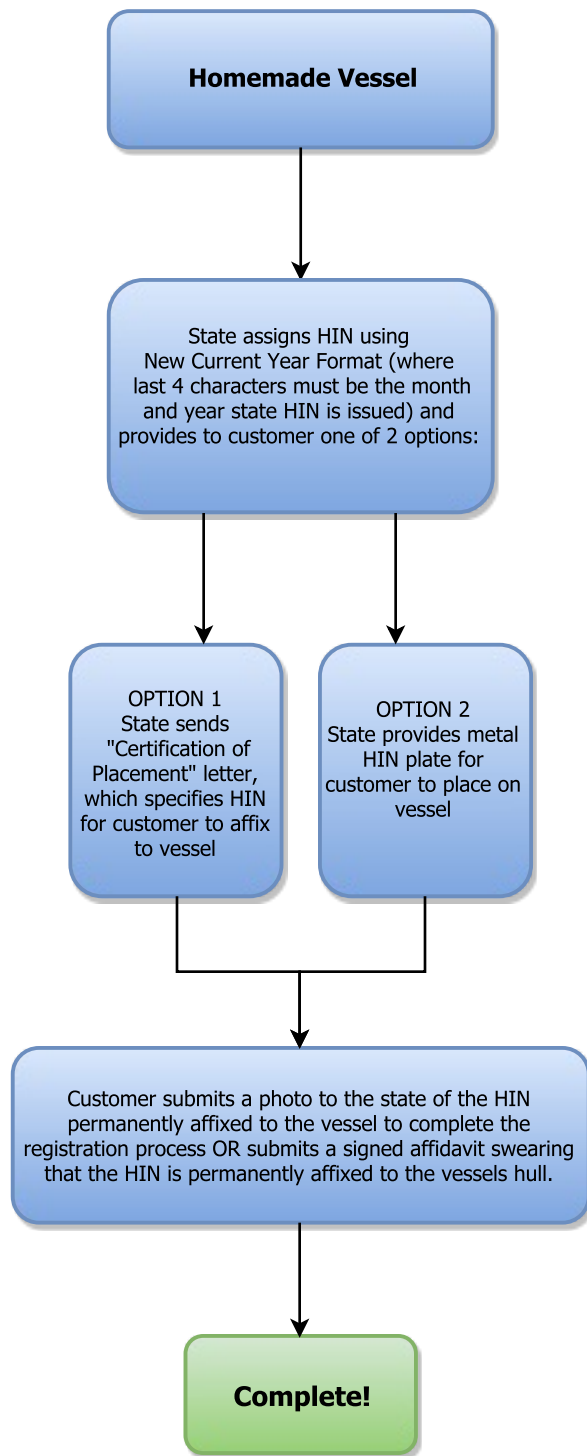 Homemade Vessel
State assigns HIN using
New Current Year Format (where
last 4 characters must be the month
and year state HIN is issued) and
provides to customer one of 2 options:
OPTION 1
State sends
"Certification of
Placement" letter,
which specifies HIN
for customer to affix
to vessel
OPTION 2
State provides metal
HIN plate for
customer to place on
vessel
Customer submits a photo to the state of the HIN
permanently affixed to the vessel to complete the
registration process OR submits a signed affidavit swearing
that the HIN is permanently affixed to the vessels hull.
Complete!